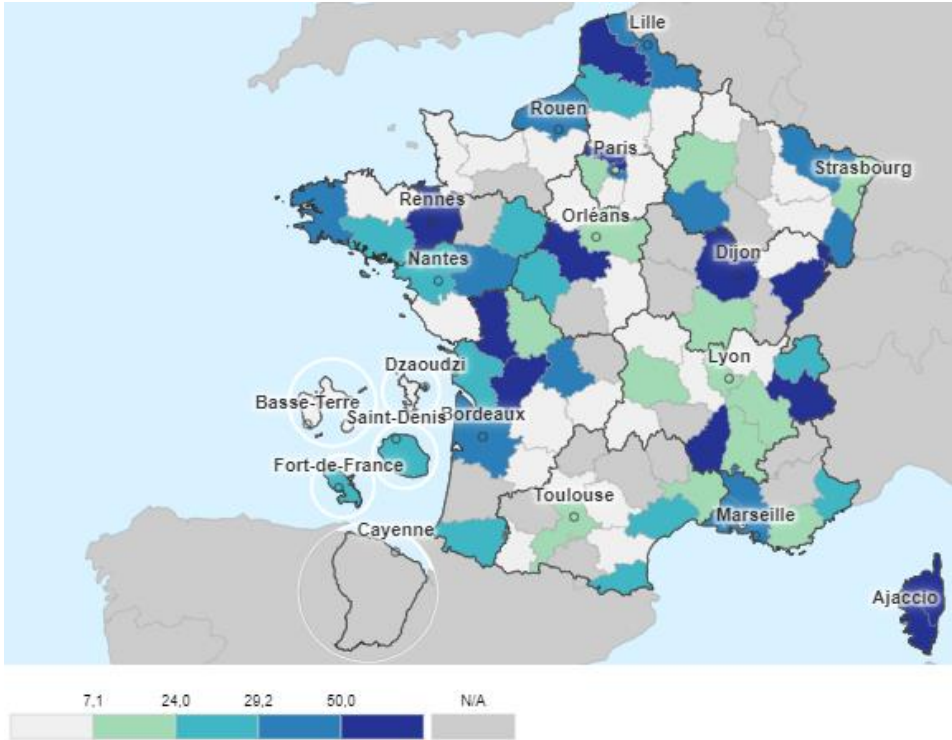 Lille
Rouen
Paris
Strasbourg
Rennes
Orléans
Dijon
Nantes
Lyon
Dzaoudzi
Basse-Terre
Saint-Denis
Bordeaux
Fort-de-France
Toulouse
Marseille
Cayenne
Ajaccio
7,1 24,0 29,2 50,0 N/A